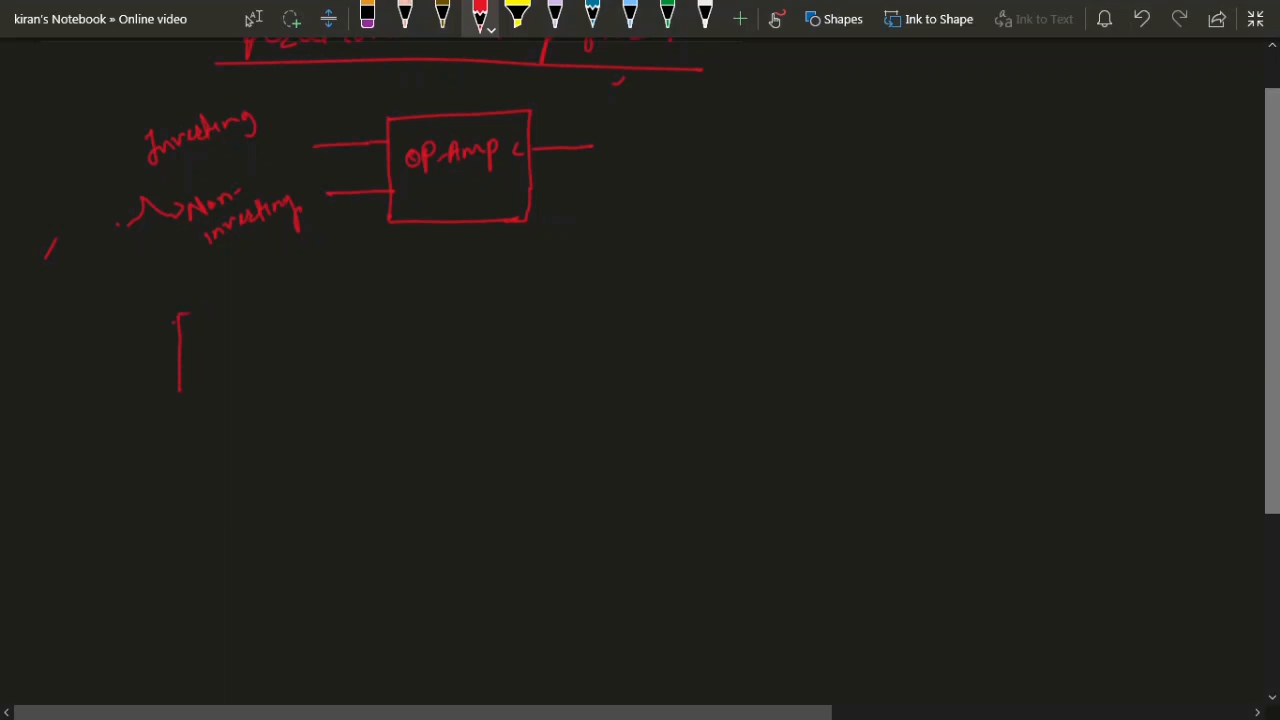 kiran's Notebook » Online video
Shapes
Ink to Shape
Ink to Text
Inverting
OP-Amp
Non-
inverting